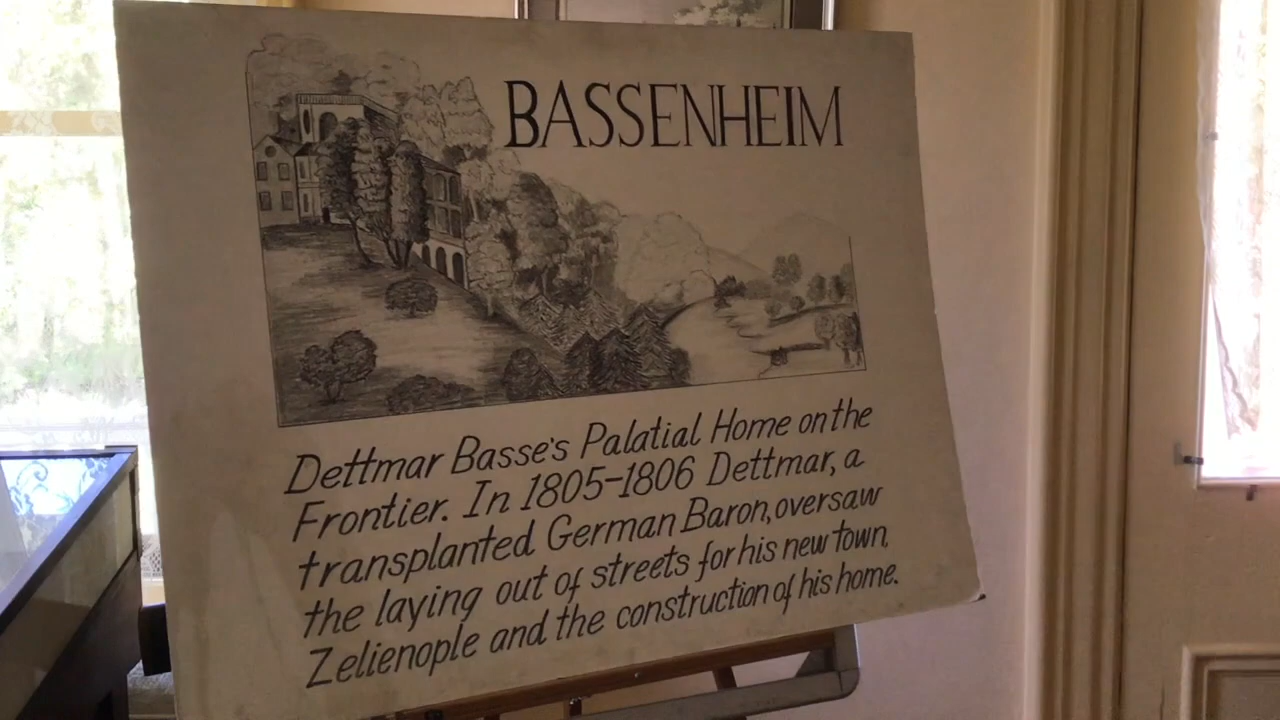 BASSENHEIM
Dettmar Basse's Palatial Home on the
Frontier. In 1805-1806 Dettmar, a
transplanted German Baron, oversaw
the laying out of streets for his new town,
Zelienople and the construction of his home.